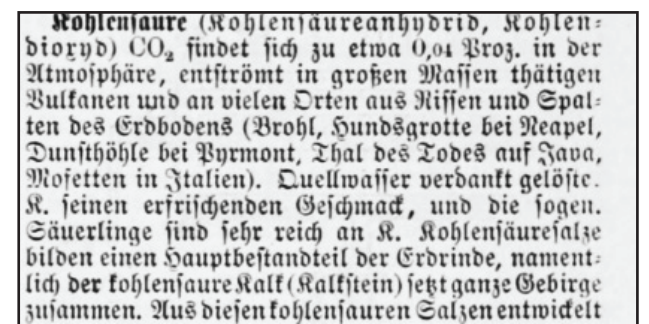 Kohlensäure (Kohlensäureanhydrid, Kohlen-
dioxyd) CO₂ findet sich zu etwa 0,04 Proz. in der
Atmosphäre, entströmt in großen Massen thätigen
Vulkanen und an vielen Orten aus Rissen und Spal-
ten des Erdbodens (Brohl, Hundsgrotte bei Neapel,
Dunsthöhle bei Pyrmont, Thal des Todes auf Java,
Mofetten in Italien). Quellwasser verdankt gelöste.
K. seinen erfrischenden Geschmack, und die sogen.
Säuerlinge sind sehr reich an K. Kohlensäuresalze
bilden einen Hauptbestandteil der Erdrinde, nament-
lich der kohlensaure Kalk (Kalkstein) setzt ganze Gebirge
zusammen. Aus diesen kohlensauren Salzen entwickelt